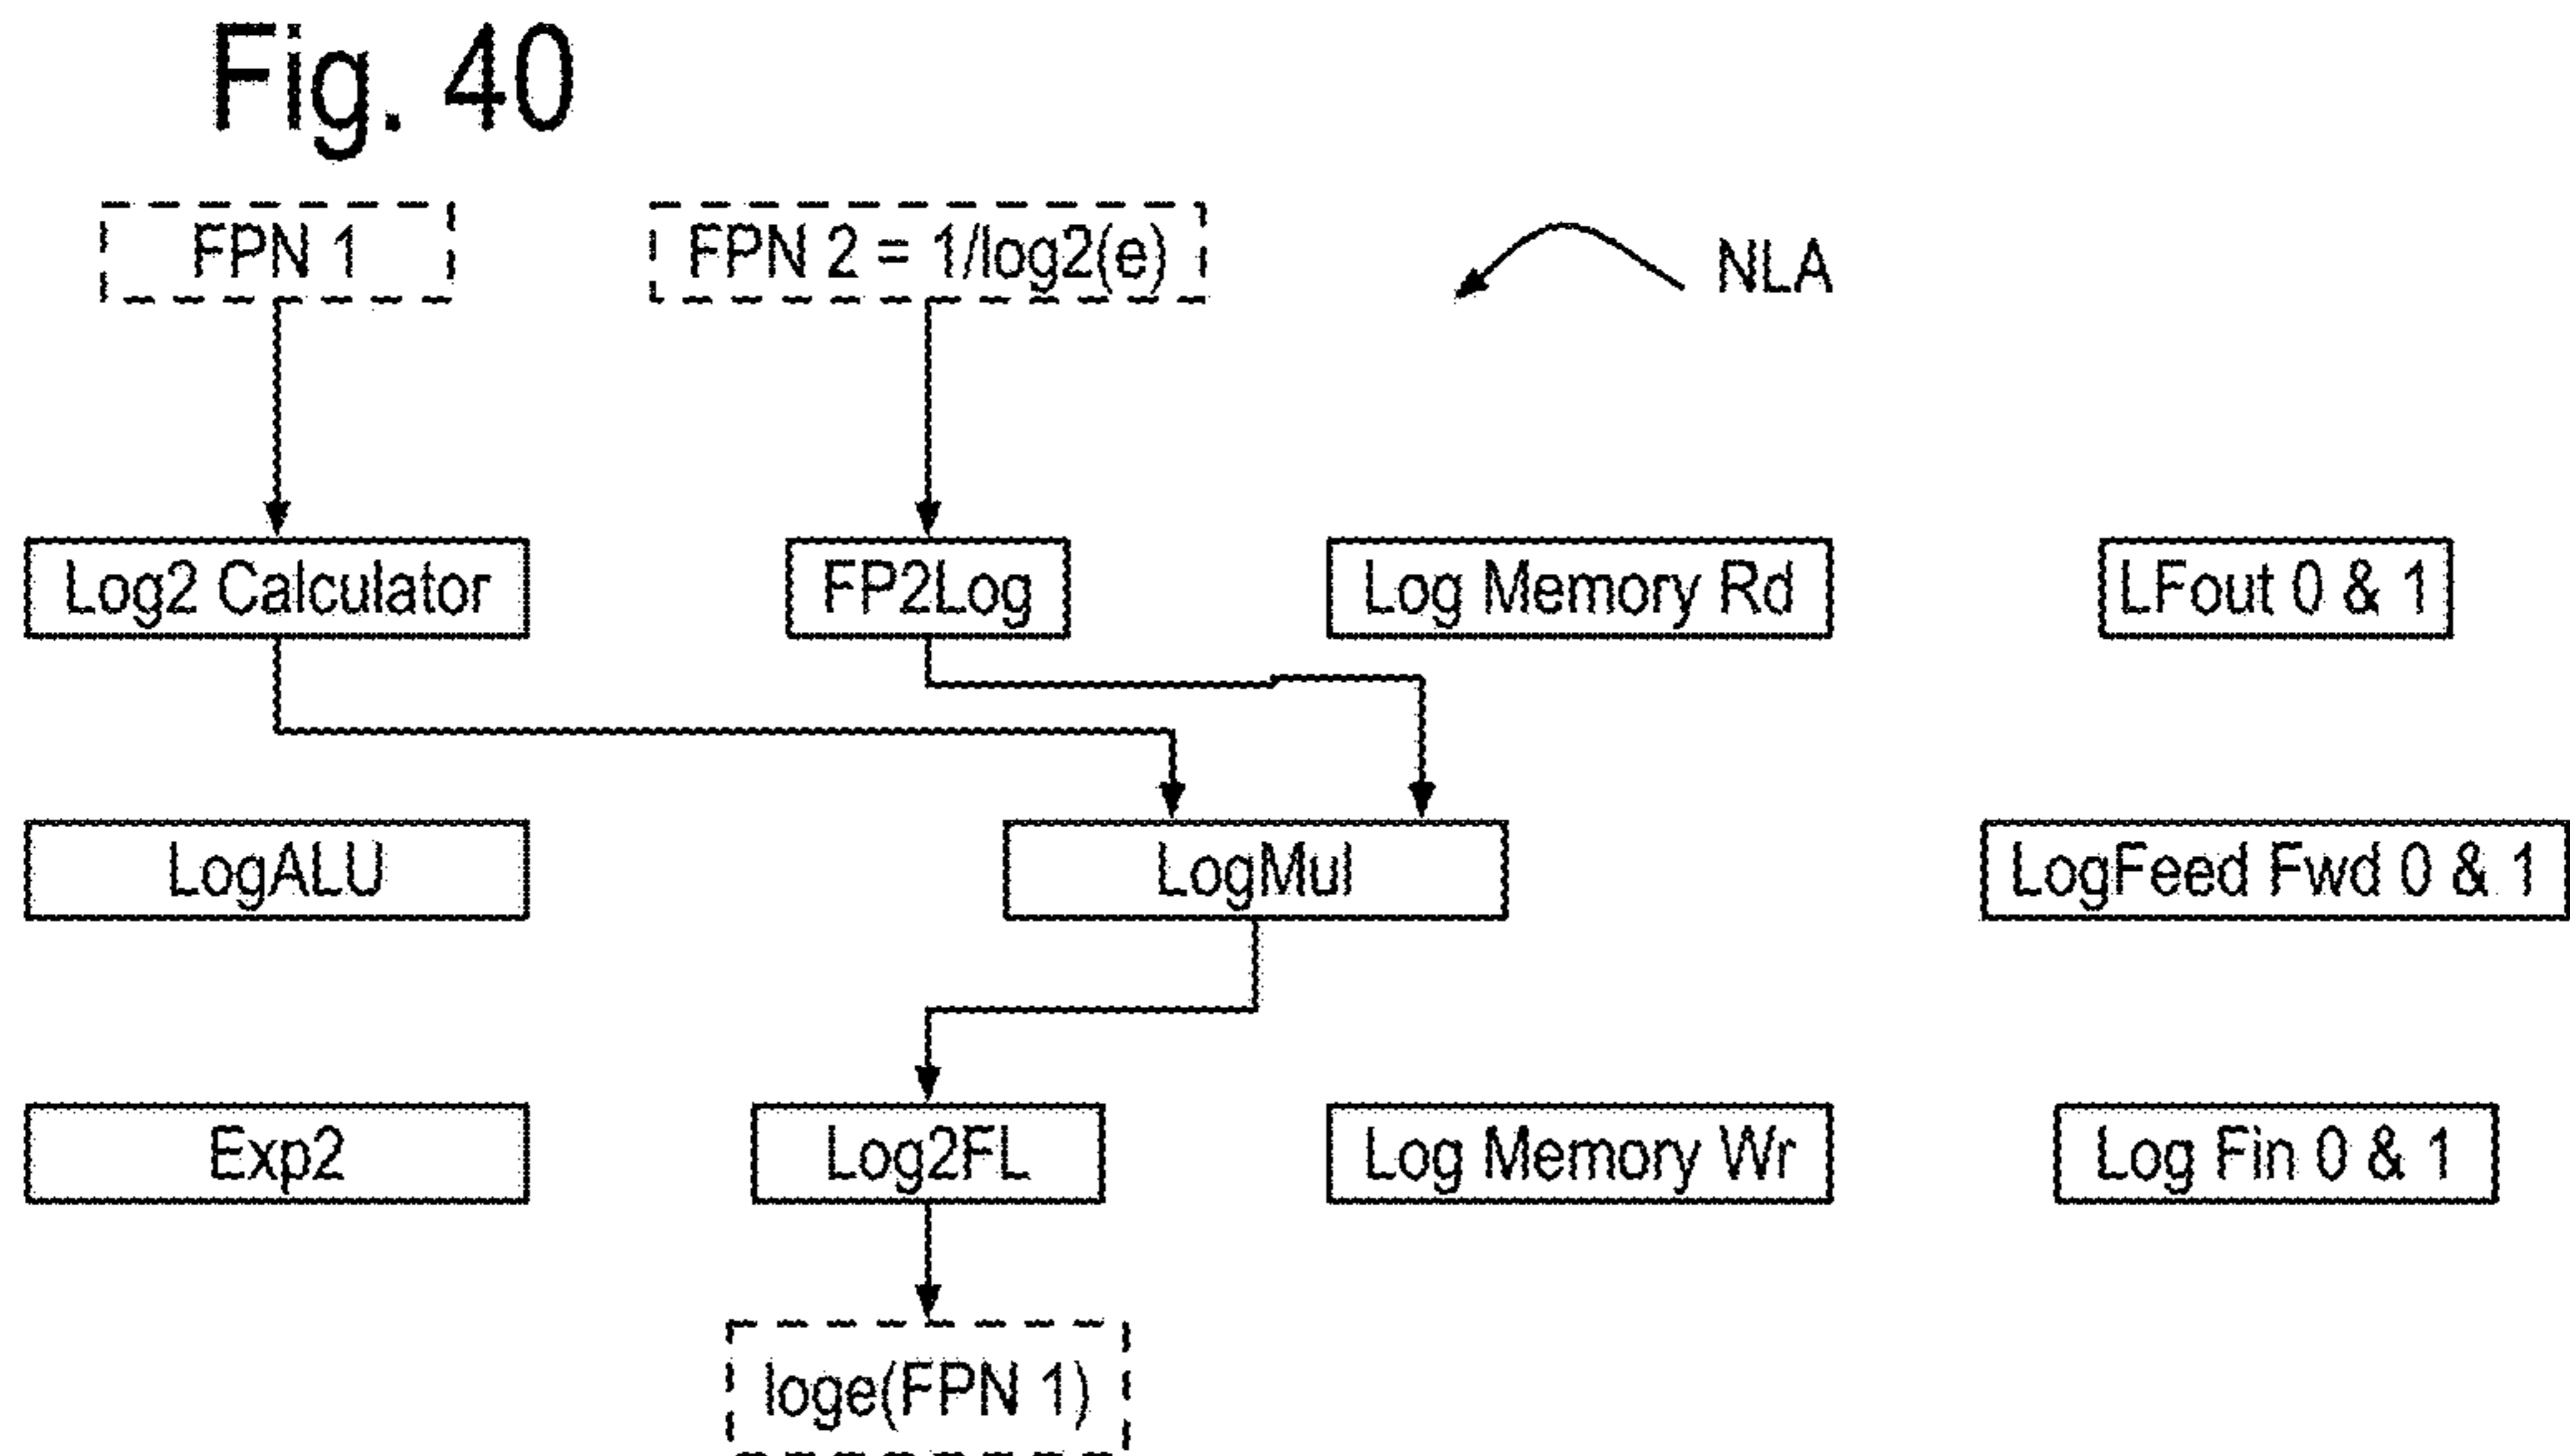 Fig. 40
FPN 1
FPN 2 = 1/log2(e)
NLA
Log2 Calculator
FP2Log
Log Memory Rd
LFout 0 & 1
LogALU
LogMul
LogFeed Fwd 0 & 1
Exp2
Log2FL
Log Memory Wr
Log Fin 0 & 1
loge(FPN 1)